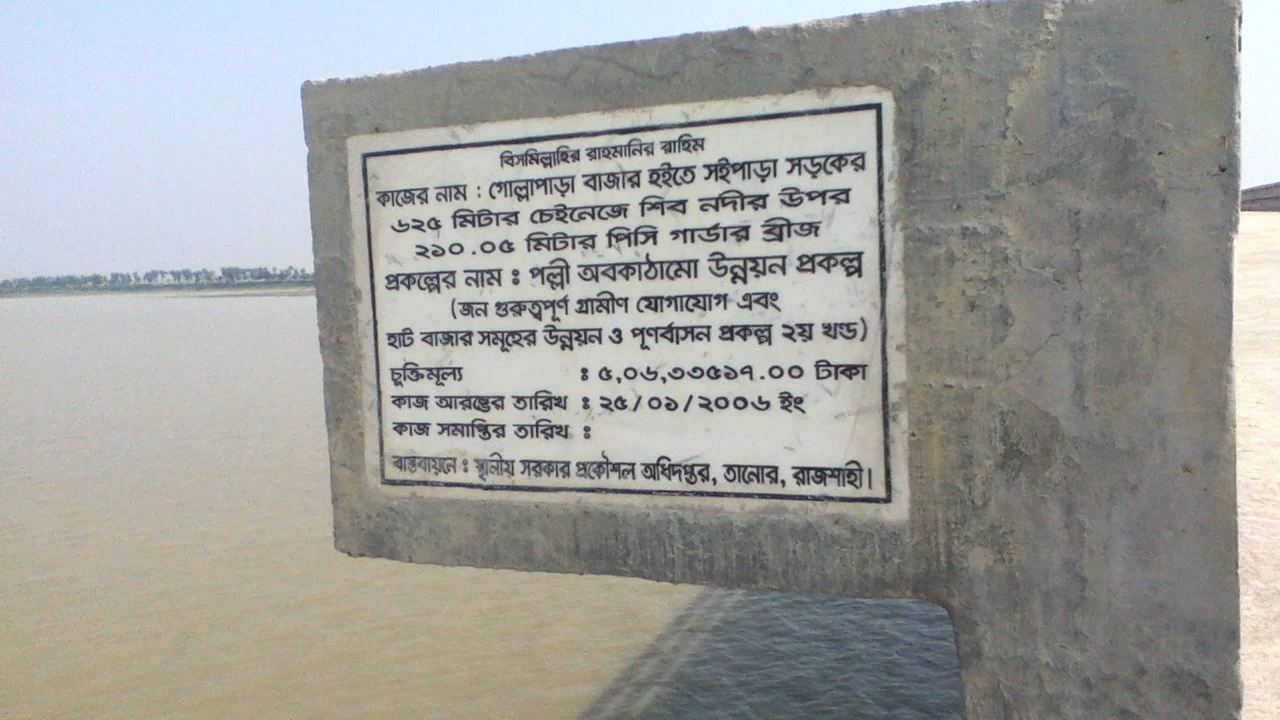 বিসমিল্লাহির রাহমানির রাহিম
কাজের নাম : গোল্লাপাড়া বাজার হইতে সইপাড়া সড়কের
৬২৫ মিটার চেইনেজে শিব নদীর উপর
২১০.০৫ মিটার পিসি গার্ডার ব্রীজ
প্রকল্পের নাম : পল্লী অবকাঠামো উন্নয়ন প্রকল্প
(জন গুরুত্বপূর্ণ গ্রামীণ যোগাযোগ এবং
হাট বাজার সমূহের উন্নয়ন ও পূণর্বাসন প্রকল্প ২য় খন্ড)
চুক্তিমূল্য : ৫,০৬,৩৩৫১৭.০০ টাকা
কাজ আরম্ভের তারিখ : ২৫/০১/২০০৬ ইং
কাজ সমাপ্তির তারিখ :
বাস্তবায়নে : স্থানীয় সরকার প্রকৌশল অধিদপ্তর, তানোর, রাজশাহী।